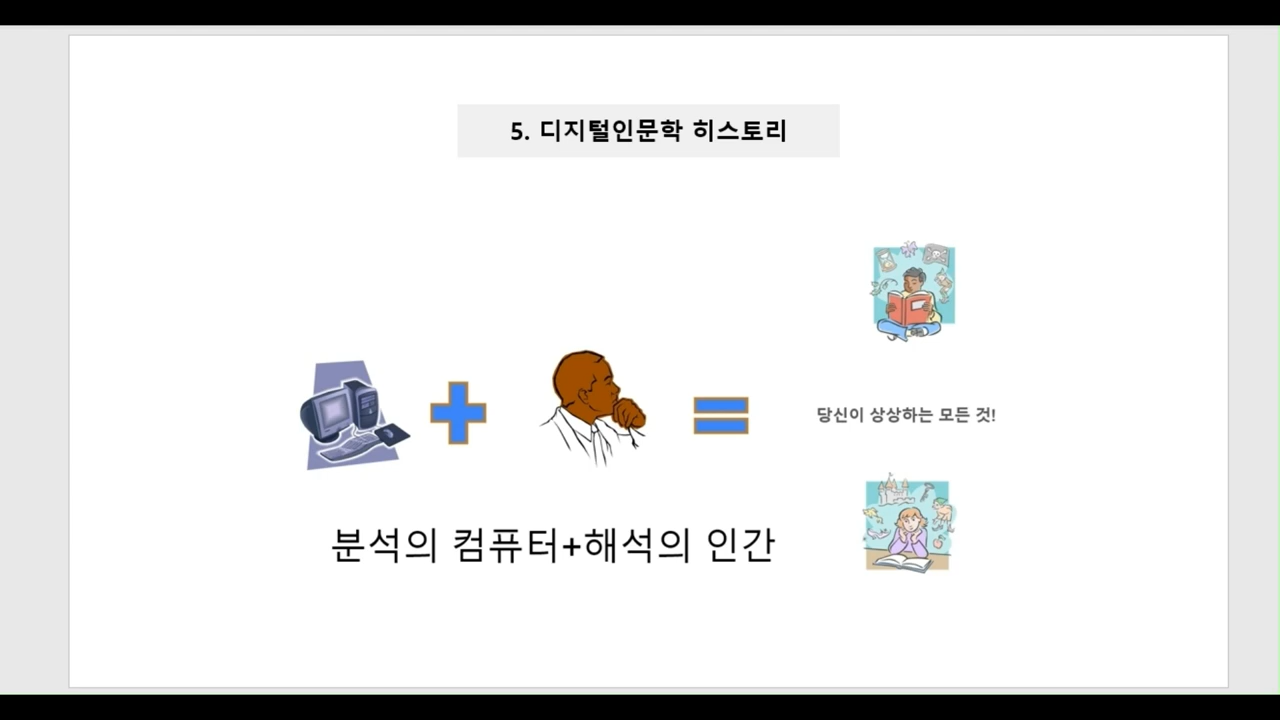 5. 디지털인문학 히스토리
당신이 상상하는 모든 것!
분석의 컴퓨터+해석의 인간